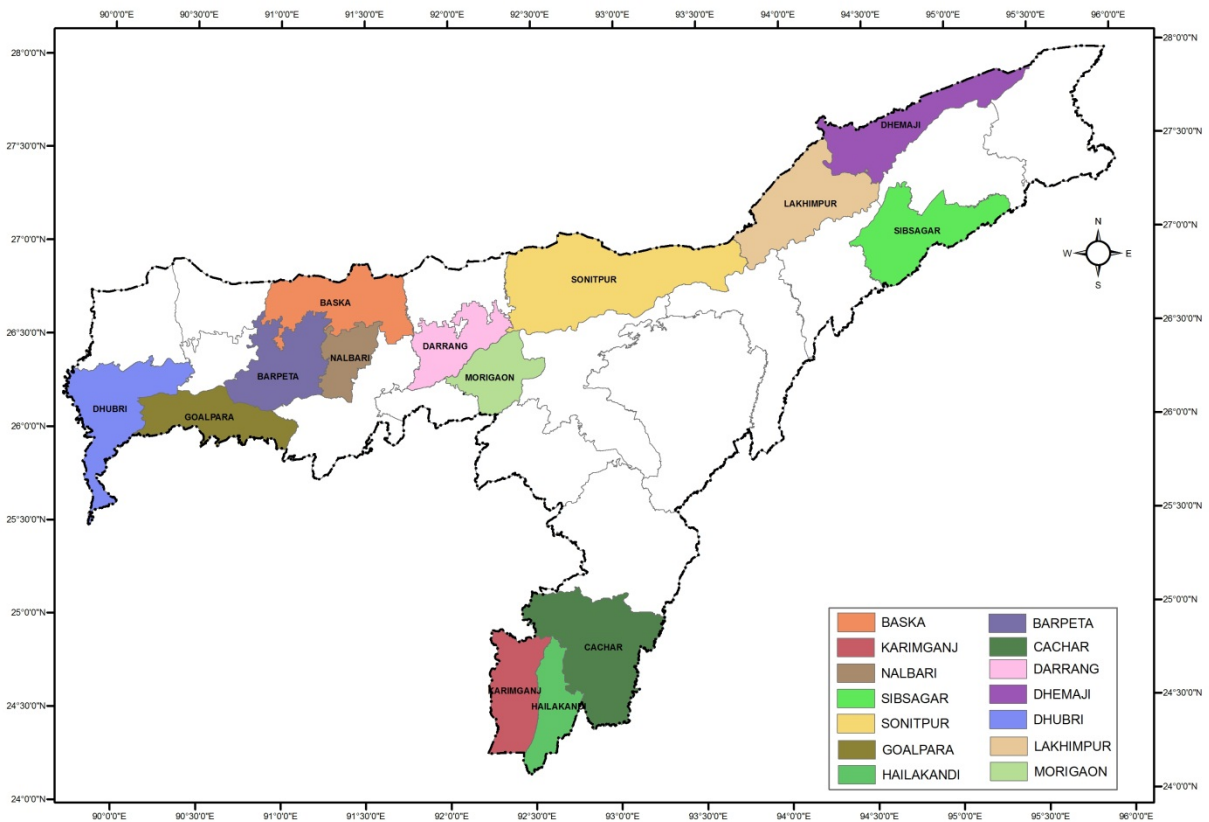 90°0'0"E 90°30'0"E 91°0'0"E 91°30'0"E 92°0'0"E 92°30'0"E 93°0'0"E 93°30'0"E 94°0'0"E 94°30'0"E 95°0'0"E 95°30'0"E 96°0'0"E
28°0'0"N 28°0'0"N
27°30'0"N 27°30'0"N
27°0'0"N 27°0'0"N
26°30'0"N 26°30'0"N
26°0'0"N 26°0'0"N
25°30'0"N 25°30'0"N
25°0'0"N 25°0'0"N
24°30'0"N 24°30'0"N
24°0'0"N 24°0'0"N
DHEMAJI
LAKHIMPUR
SIBSAGAR
N
W E
S
SONITPUR
BASKA
DARRANG
NALBARI
BARPETA
MORIGAON
DHUBRI
GOALPARA
CACHAR
KARIMGANJ
HAILAKANDI
BASKA
KARIMGANJ
NALBARI
SIBSAGAR
SONITPUR
GOALPARA
HAILAKANDI
BARPETA
CACHAR
DARRANG
DHEMAJI
DHUBRI
LAKHIMPUR
MORIGAON
90°0'0"E 90°30'0"E 91°0'0"E 91°30'0"E 92°0'0"E 92°30'0"E 93°0'0"E 93°30'0"E 94°0'0"E 94°30'0"E 95°0'0"E 95°30'0"E 96°0'0"E